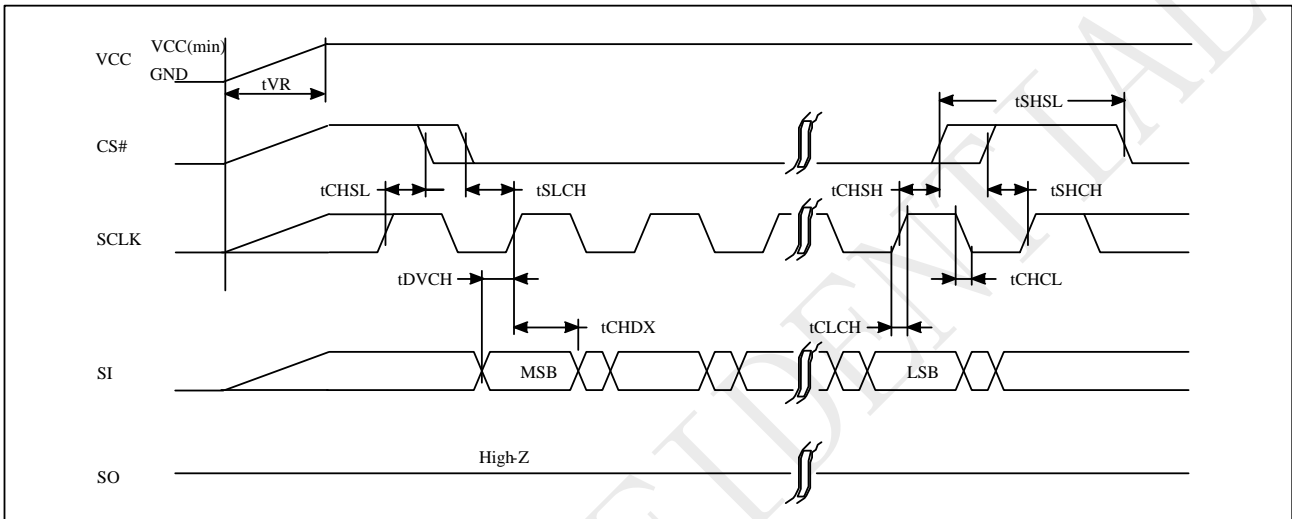 VCC
VCC(min)
GND
tVR
tSHSL
CS#
tCHSL
tSLCH
tCHSH
tSHCH
SCLK
tDVCH
tCHCL
tCHDX
tCLCH
SI
MSB
LSB
High-Z
SO
IDENTIAL